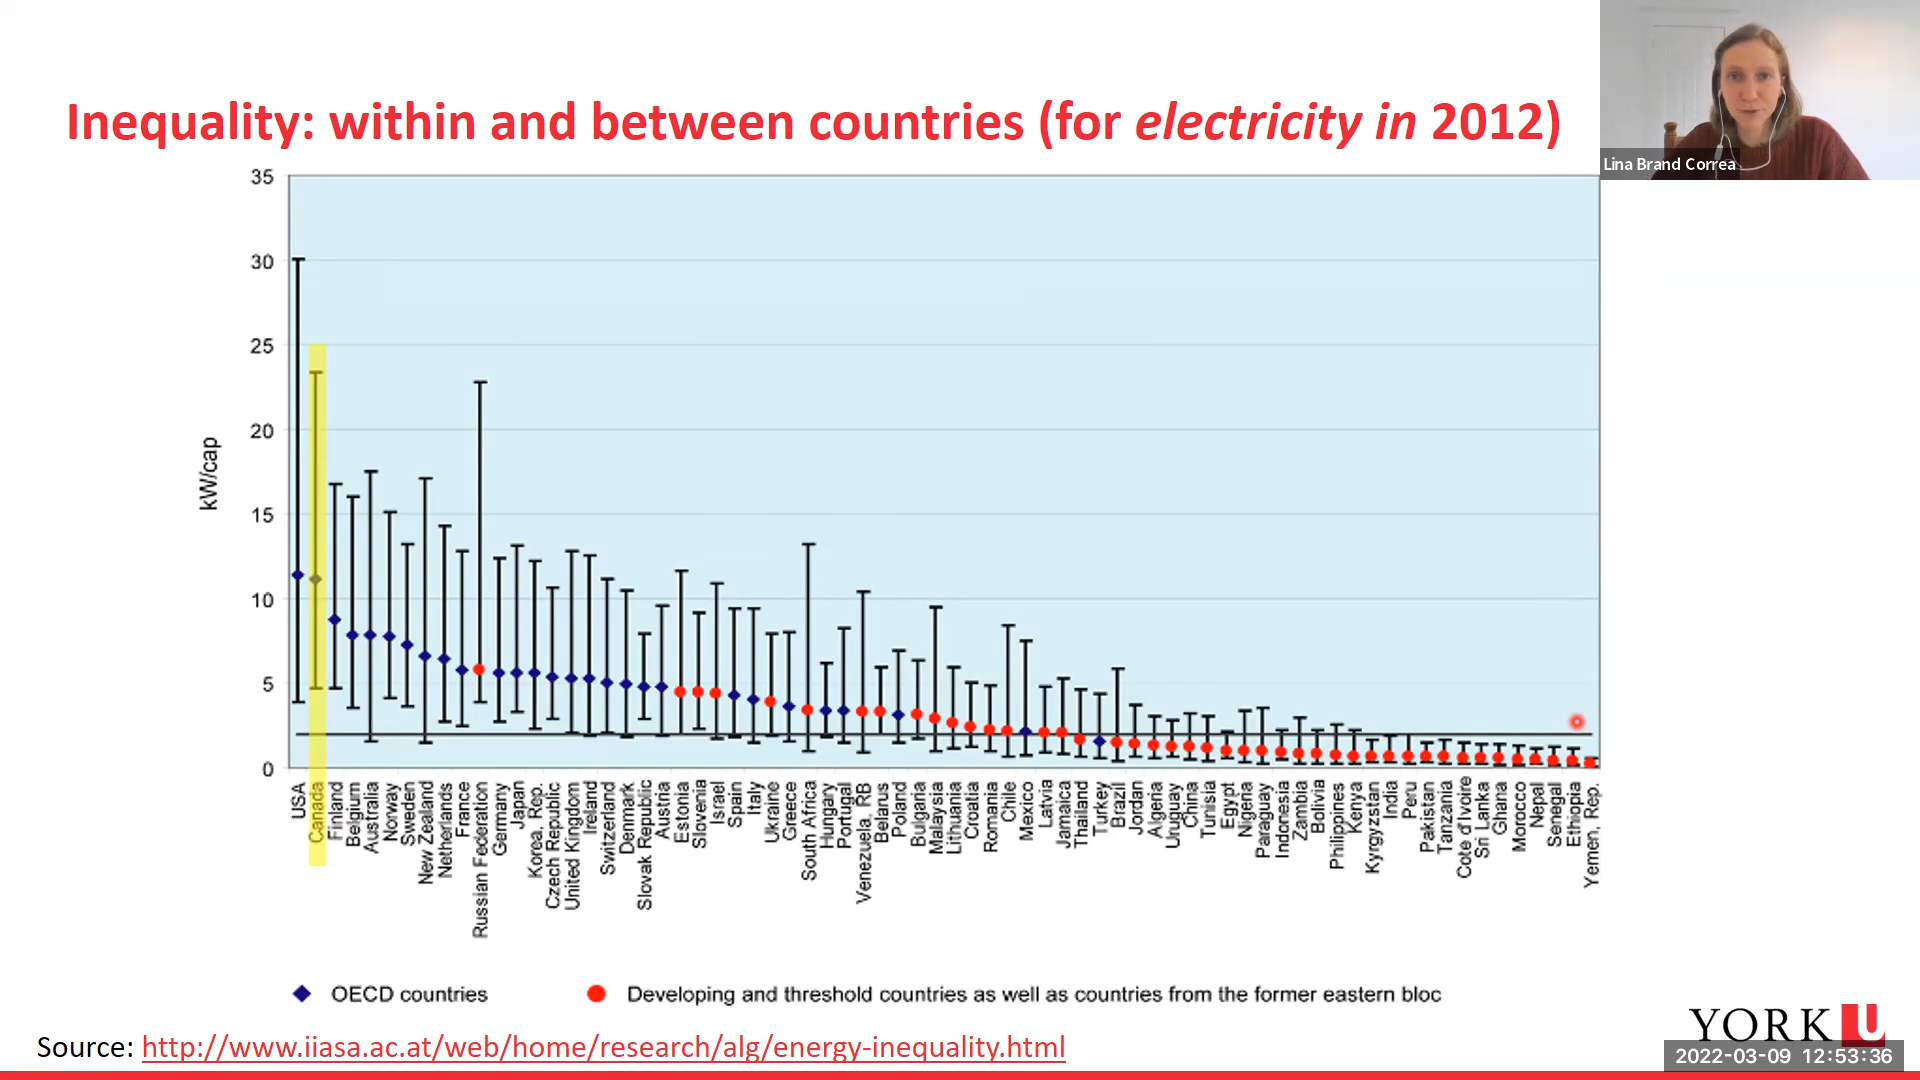 Inequality: within and between countries (for electricity in 2012)
Lina Brand Correa
35
30
25
20
15
10
5
0
kW/cap
USA
Canada
Finland
Belgium
Australia
Norway
Sweden
New Zealand
Netherlands
France
Russian Federation
Germany
Japan
Korea, Rep.
Czech Republic
United Kingdom
Ireland
Switzerland
Denmark
Slovak Republic
Austria
Estonia
Slovenia
Israel
Spain
Italy
Ukraine
Greece
South Africa
Hungary
Portugal
Venezuela, RB
Belarus
Poland
Bulgaria
Malaysia
Lithuania
Croatia
Romania
Chile
Mexico
Latvia
Jamaica
Thailand
Turkey
Brazil
Jordan
Algeria
Uruguay
China
Tunisia
Egypt
Nigeria
Paraguay
Indonesia
Zambia
Bolivia
Philippines
Kenya
Kyrgyzstan
India
Peru
Pakistan
Tanzania
Cote d'Ivoire
Sri Lanka
Ghana
Morocco
Nepal
Senegal
Ethiopia
Yemen, Rep.
OECD countries
Developing and threshold countries as well as countries from the former eastern bloc
Source: http://www.iiasa.ac.at/web/home/research/alg/energy-inequality.html
YORK U
2022-03-09 12:53:36